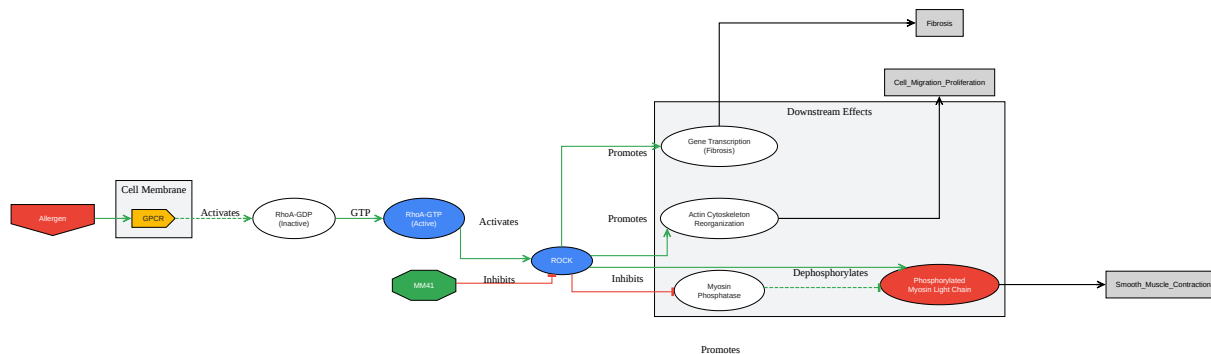 Fibrosis
Cell_Migration_Proliferation
Downstream Effects
Gene Transcription
(Fibrosis)
Promotes
Cell Membrane
Allergen
GPCR
Activates
RhoA-GDP
(Inactive)
GTP
RhoA-GTP
(Active)
Activates
Promotes
Actin Cytoskeleton
Reorganization
ROCK
MM41
Inhibits
Inhibits
Myosin
Phosphatase
Dephosphorylates
Phosphorylated
Myosin Light Chain
Smooth_Muscle_Contraction
Promotes